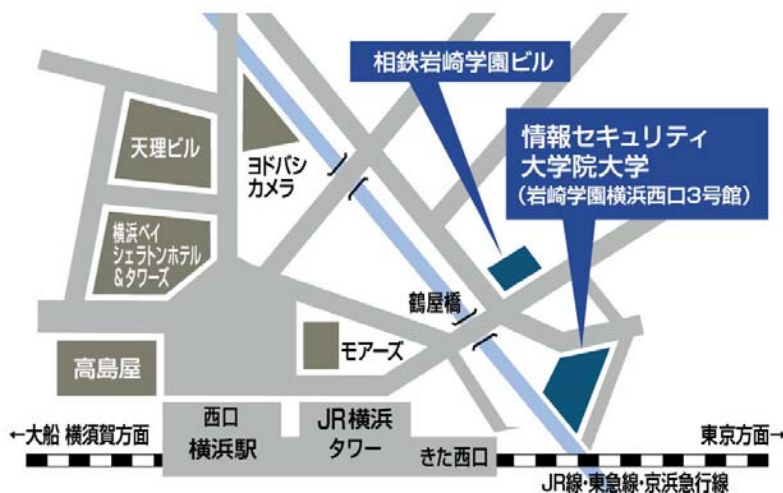 相鉄岩崎学園ビル
情報セキュリティ
大学院大学
(岩崎学園横浜西口3号館)
天理ビル
ヨドバシ
カメラ
横浜ベイ
シェラトンホテル
&タワーズ
鶴屋橋
モアーズ
高島屋
西口
横浜駅
JR横浜
タワー
きた西口
←大船 横須賀方面
東京方面→
JR線・東急線・京浜急行線